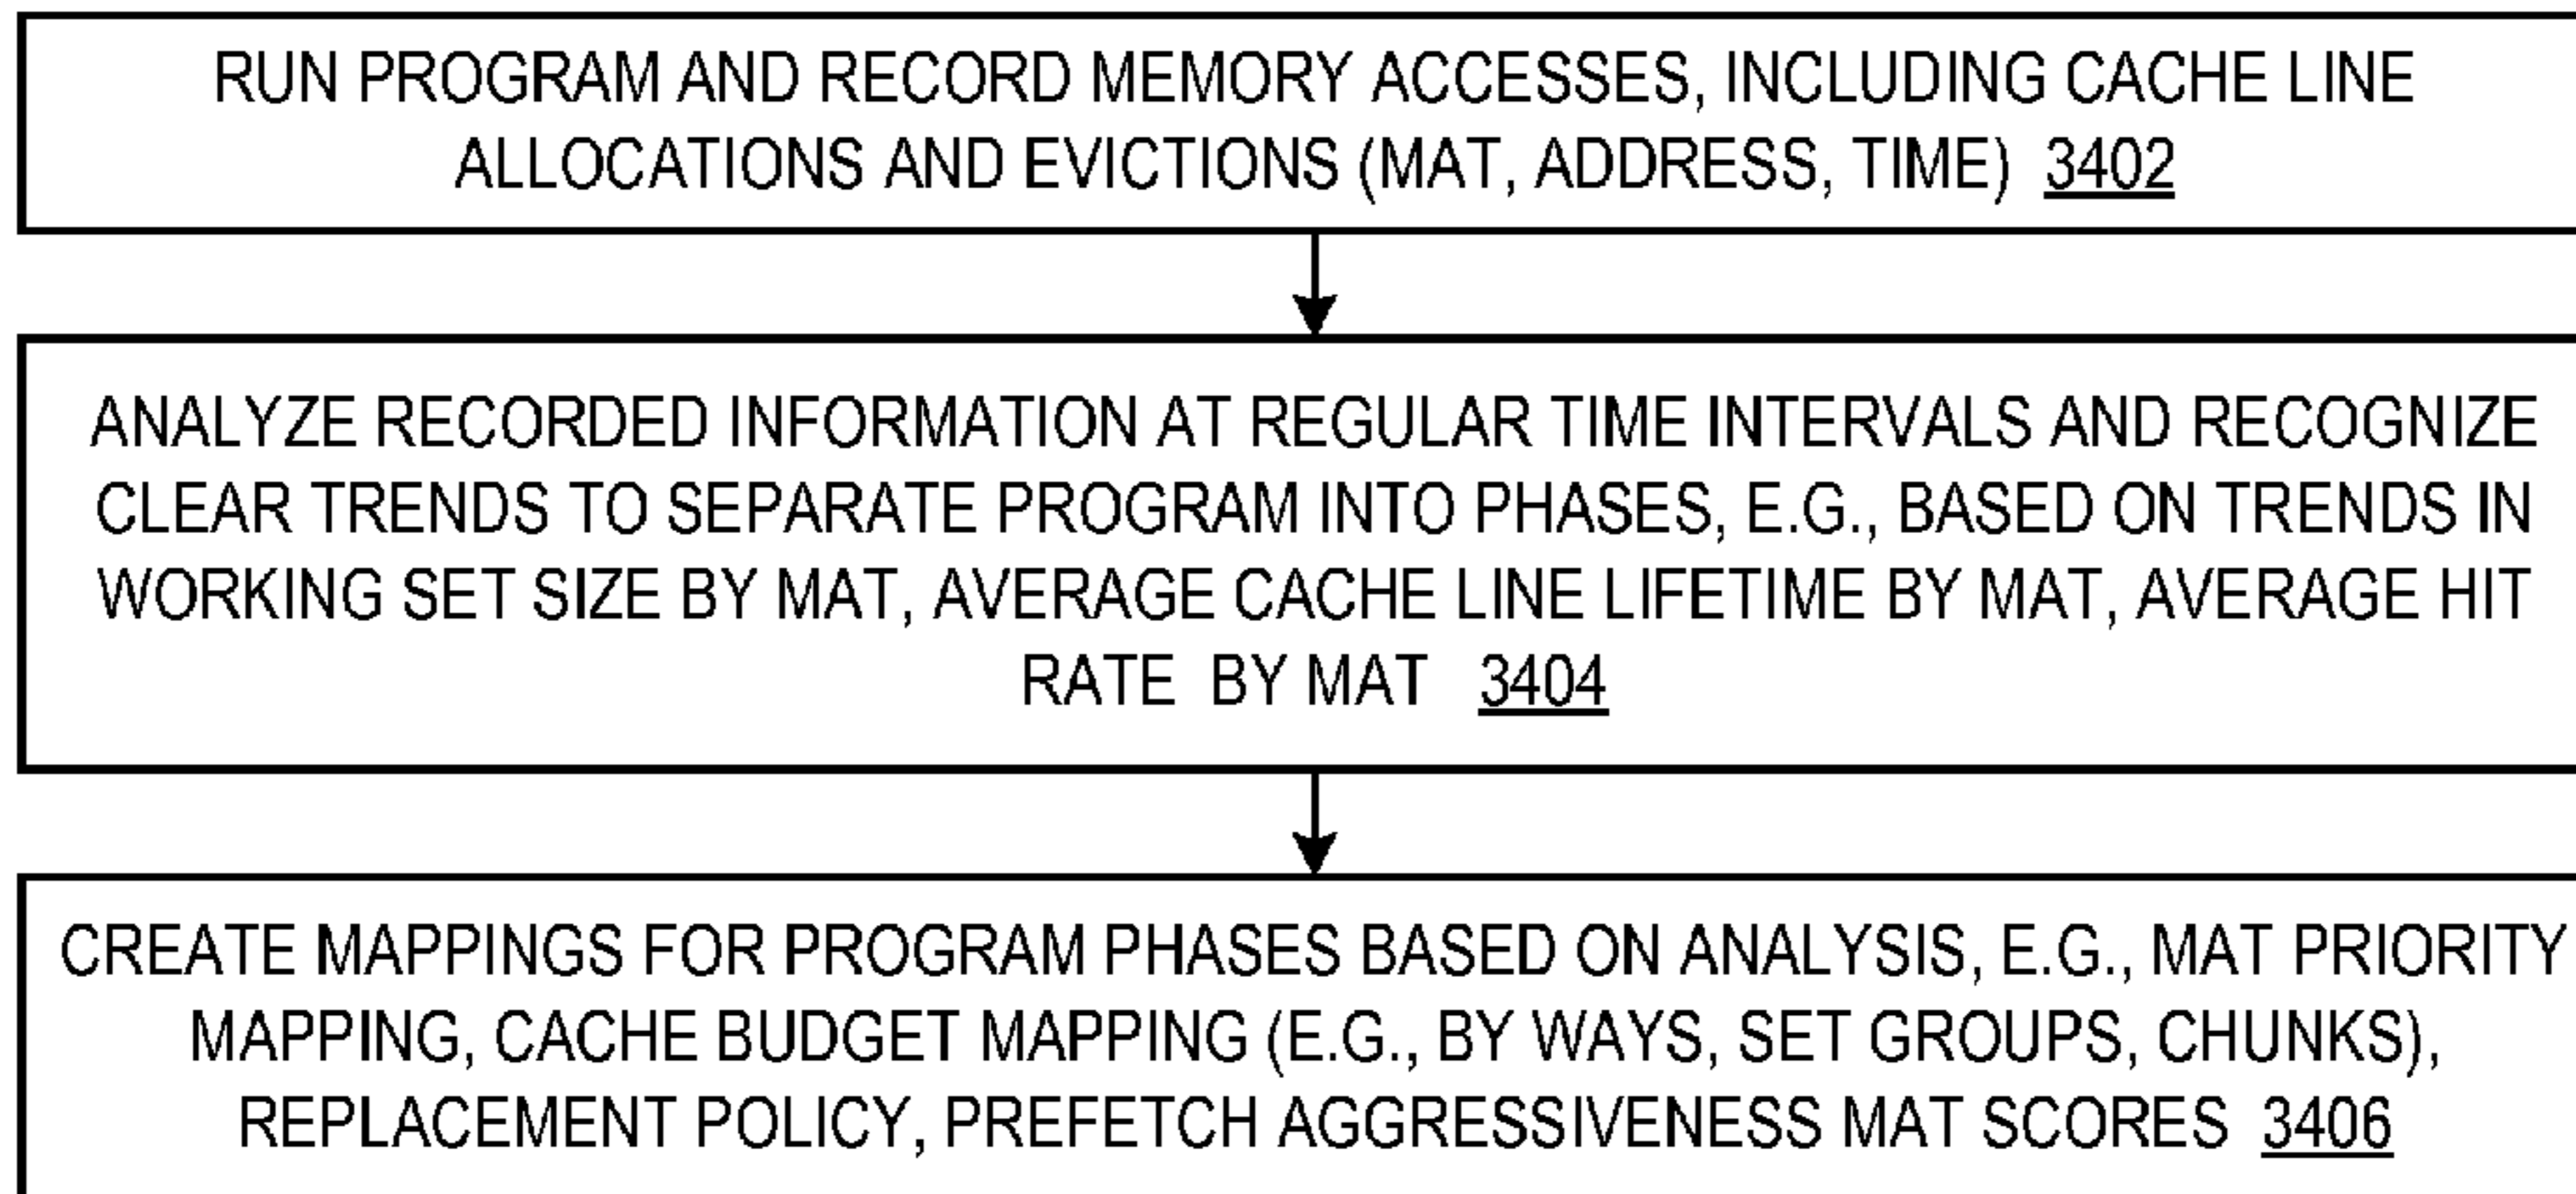 RUN PROGRAM AND RECORD MEMORY ACCESSES, INCLUDING CACHE LINE
ALLOCATIONS AND EVICTIONS (MAT, ADDRESS, TIME) 3402
ANALYZE RECORDED INFORMATION AT REGULAR TIME INTERVALS AND RECOGNIZE
CLEAR TRENDS TO SEPARATE PROGRAM INTO PHASES, E.G., BASED ON TRENDS IN
WORKING SET SIZE BY MAT, AVERAGE CACHE LINE LIFETIME BY MAT, AVERAGE HIT
RATE BY MAT 3404
CREATE MAPPINGS FOR PROGRAM PHASES BASED ON ANALYSIS, E.G., MAT PRIORITY
MAPPING, CACHE BUDGET MAPPING (E.G., BY WAYS, SET GROUPS, CHUNKS),
REPLACEMENT POLICY, PREFETCH AGGRESSIVENESS MAT SCORES 3406